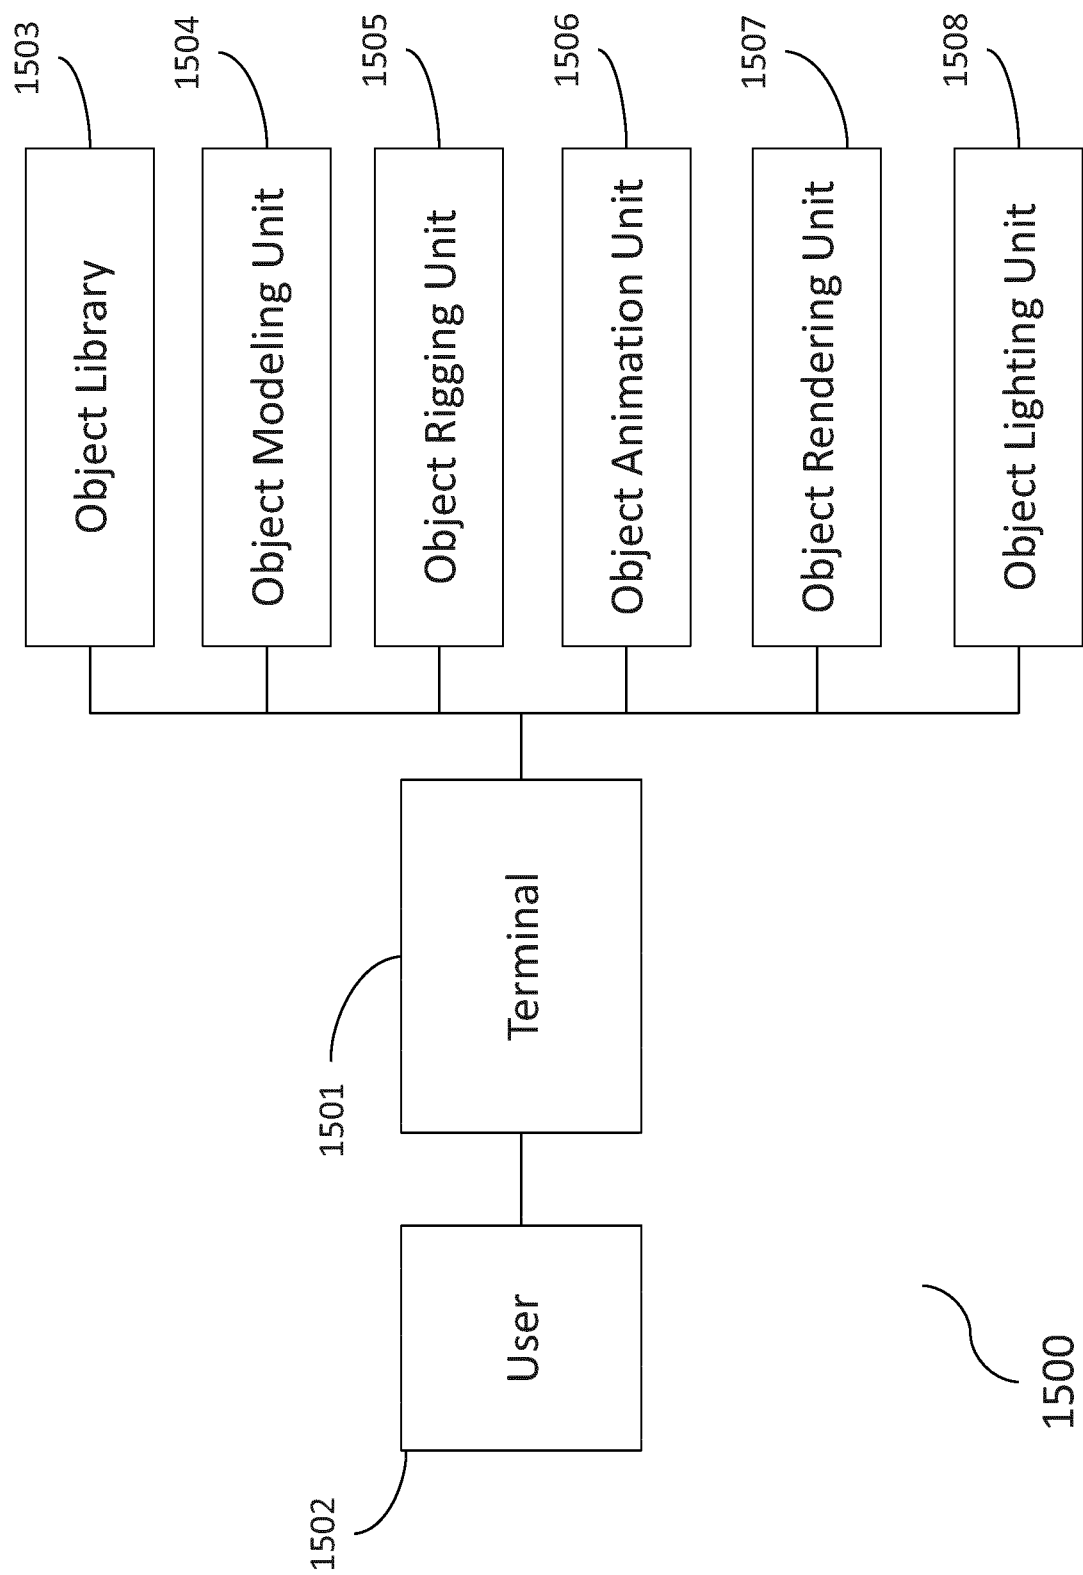 1503
Object Library
1504
Object Modeling Unit
1505
Object Rigging Unit
1506
Object Animation Unit
1507
Object Rendering Unit
1508
Object Lighting Unit
1501
Terminal
1502
User
1500